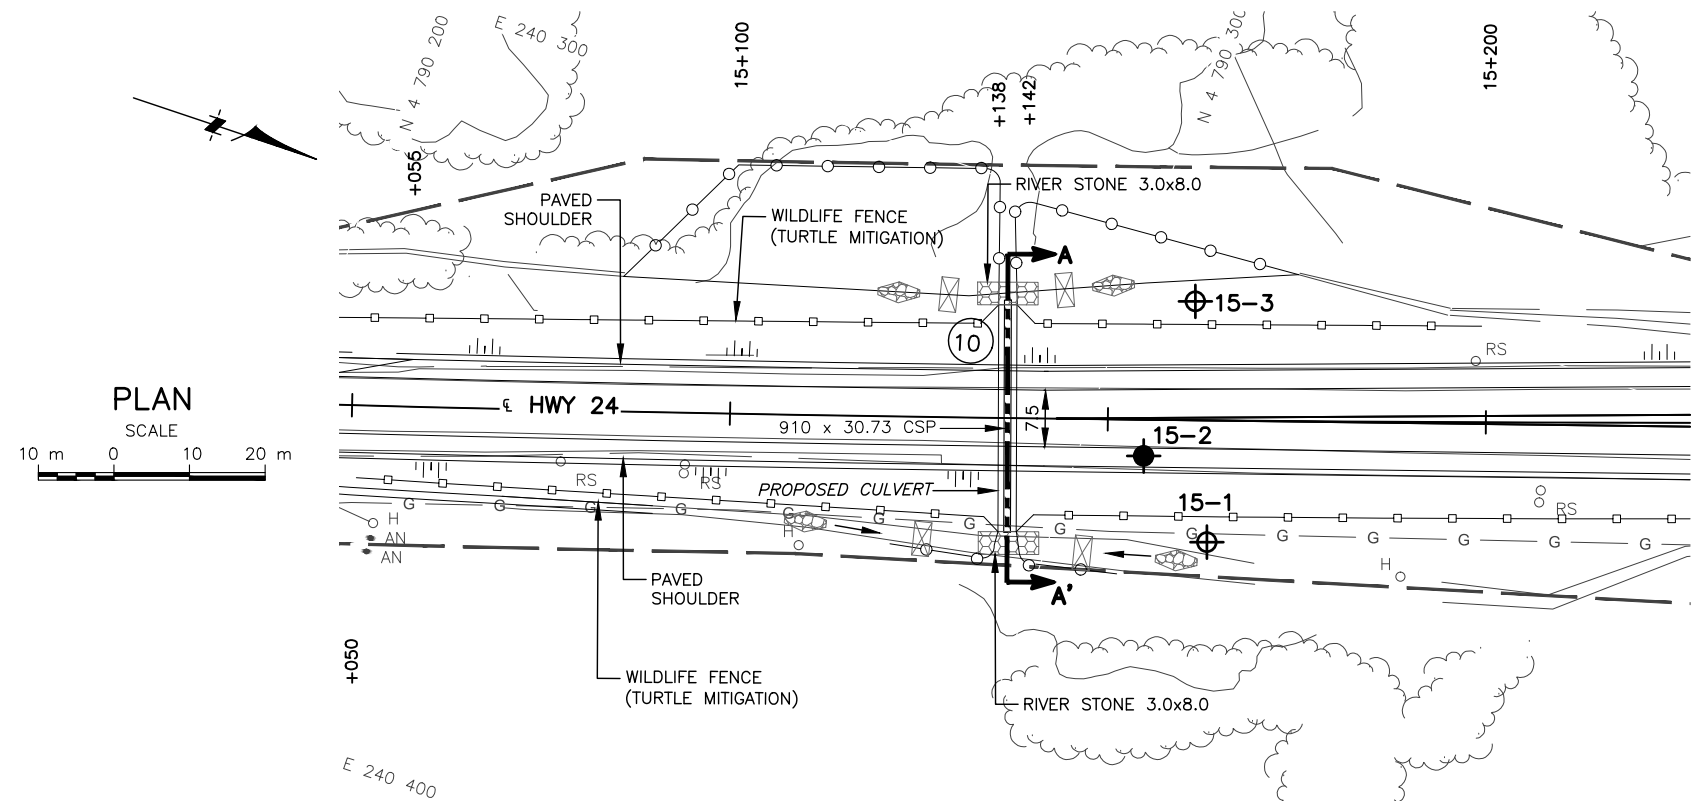 E 240 300
N 4 790 200
15+100
+138
+142
N 4 790 300
15+200
+055
PAVED
SHOULDER
WILDLIFE FENCE
(TURTLE MITIGATION)
RIVER STONE 3.0x8.0
A
15-3
10
RS
PLAN
SCALE
10 m 0 10 20 m
℄ HWY 24
910 x 30.73 CSP
7.5
15-2
RS
RS
PROPOSED CULVERT
15-1
RS
G G G G G G G G G G G G G
H
AN
AN
H
H
PAVED
SHOULDER
A'
+050
WILDLIFE FENCE
(TURTLE MITIGATION)
RIVER STONE 3.0x8.0
E 240 400